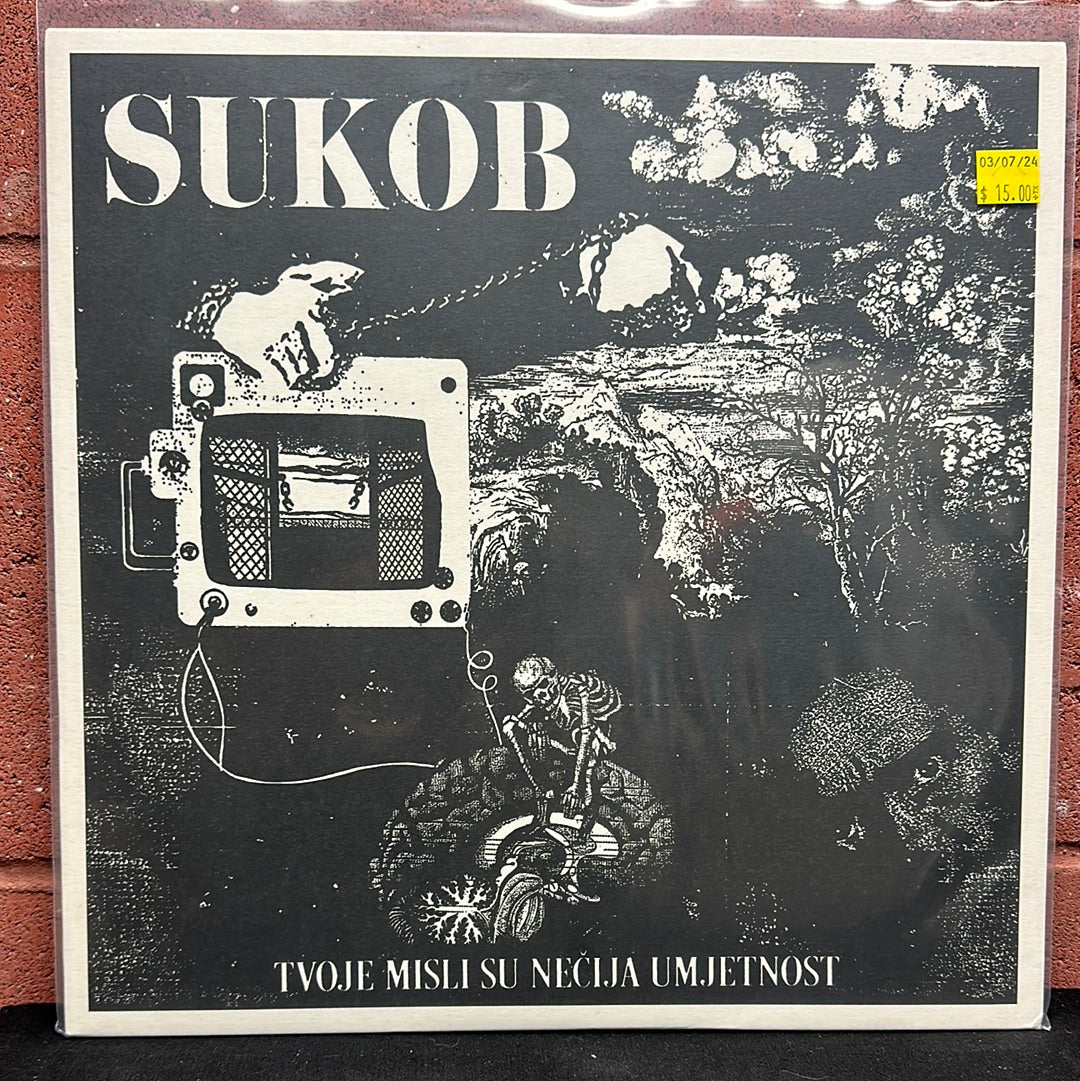 SUKOB
03/07/24
$ 15.00
TVOJE MISLI SU NEČIJA UMJETNOST